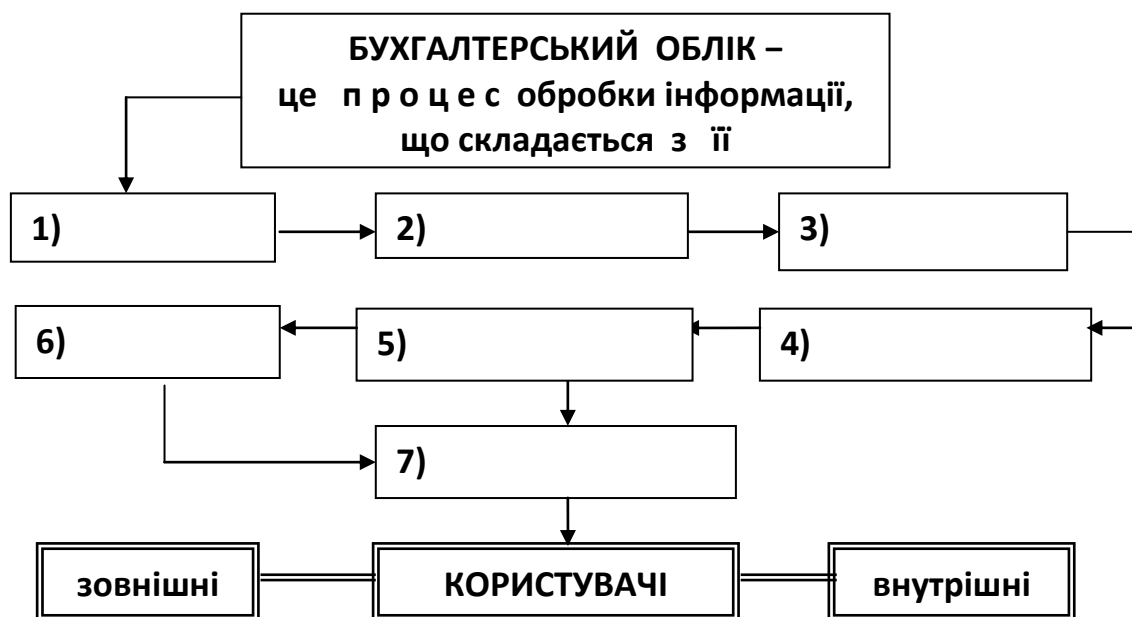 БУХГАЛТЕРСЬКИЙ ОБЛІК –
це п р о ц е с обробки інформації,
що складається з її
1)
2)
3)
6)
5)
4)
7)
зовнішні
КОРИСТУВАЧІ
внутрішні